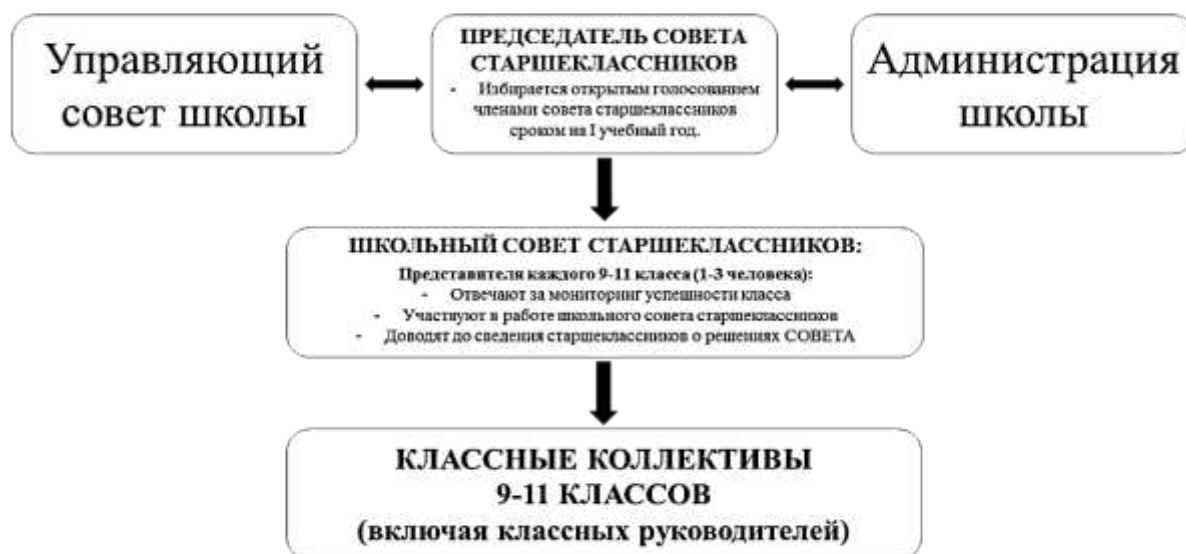 Управляющий
совет школы
ПРЕДСЕДАТЕЛЬ СОВЕТА
СТАРШЕКЛАССНИКОВ
- Избирается открытым голосованием
членами совета старшеклассников
сроком на I учебный год.
Администрация
школы
ШКОЛЬНЫЙ СОВЕТ СТАРШЕКЛАССНИКОВ:
Представителя каждого 9-11 класса (1-3 человека):
- Отвечают за мониторинг успешности класса
- Участвуют в работе школьного совета старшеклассников
- Доводят до сведения старшеклассников о решениях СОВЕТА
КЛАССНЫЕ КОЛЛЕКТИВЫ
9-11 КЛАССОВ
(включая классных руководителей)